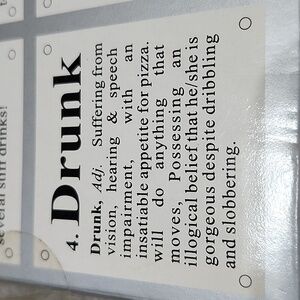 several stiff drinks!
4. Drunk
Drunk, Adj. Suffering from
vision, hearing & speech
impairment, with an
insatiable appetite for pizza.
will do anything that
moves, Possessing an
illogical belief that he/she is
gorgeous despite dribbling
and slobbering.